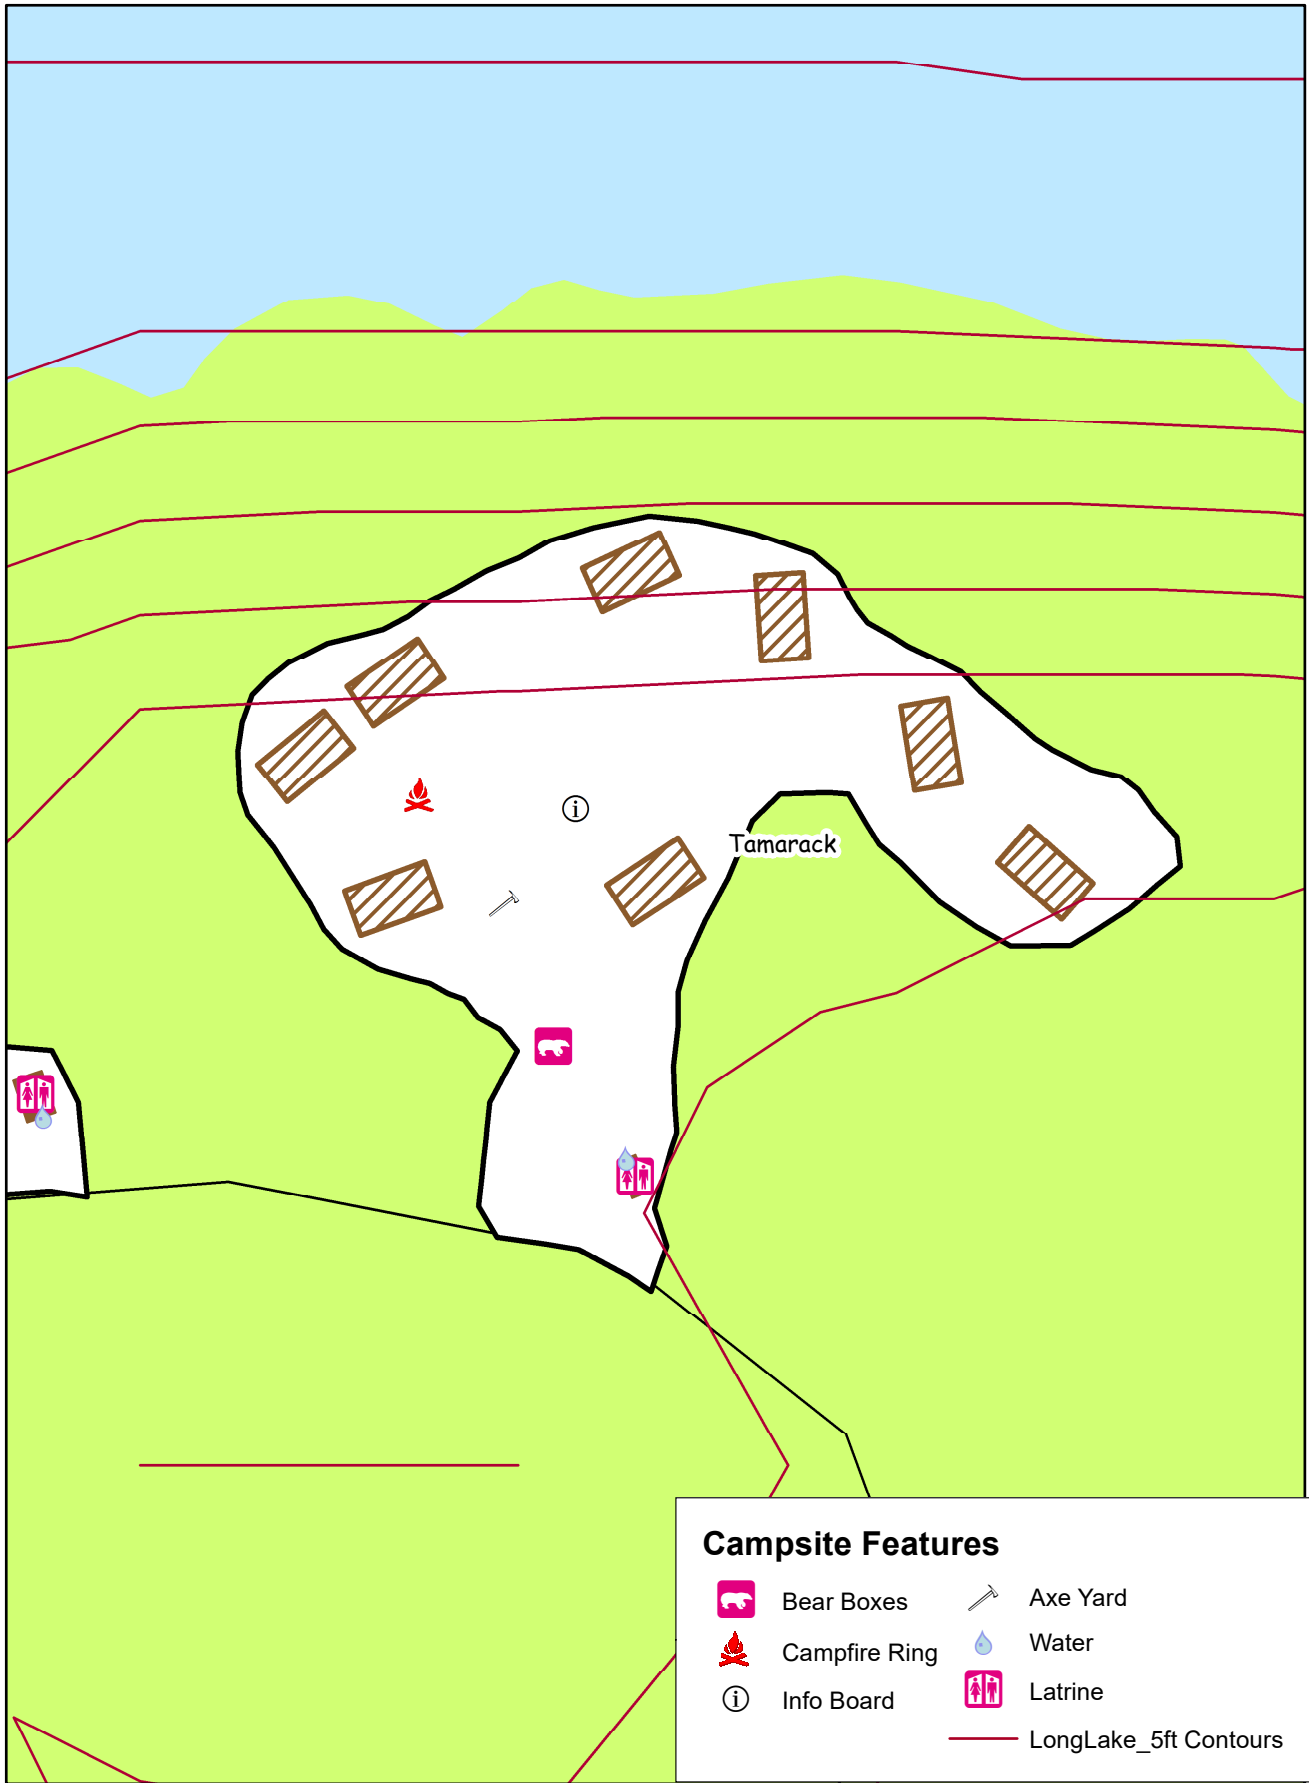 Tamarack
Campsite Features
Bear Boxes
Axe Yard
Campfire Ring
Water
Info Board
Latrine
LongLake_5ft Contours